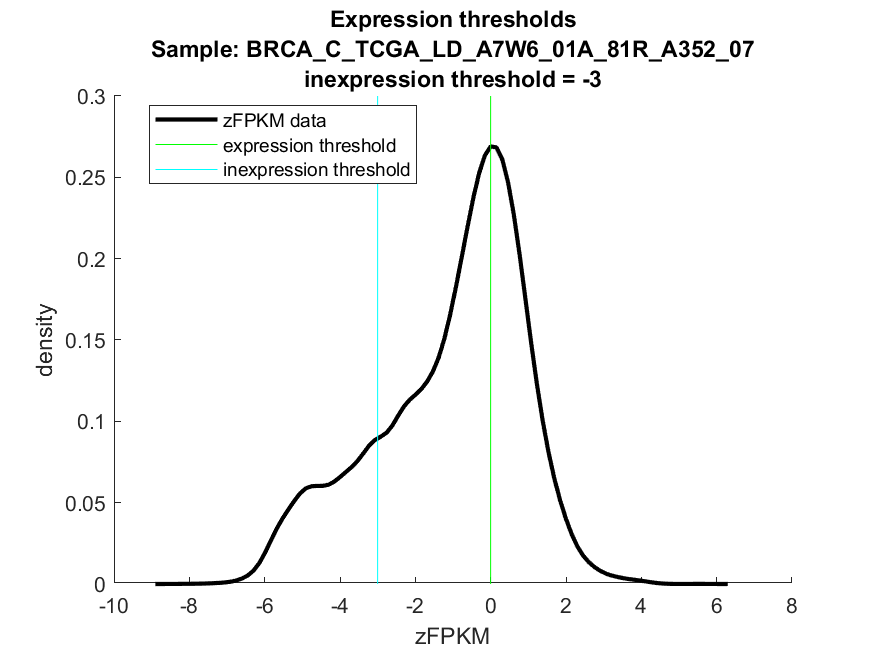 Expression thresholds
Sample: BRCA_C_TCGA_LD_A7W6_01A_81R_A352_07
inexpression threshold = -3
zFPKM data
expression threshold
inexpression threshold
density
0.3
0.25
0.2
0.15
0.1
0.05
0
-10 -8 -6 -4 -2 0 2 4 6 8
zFPKM